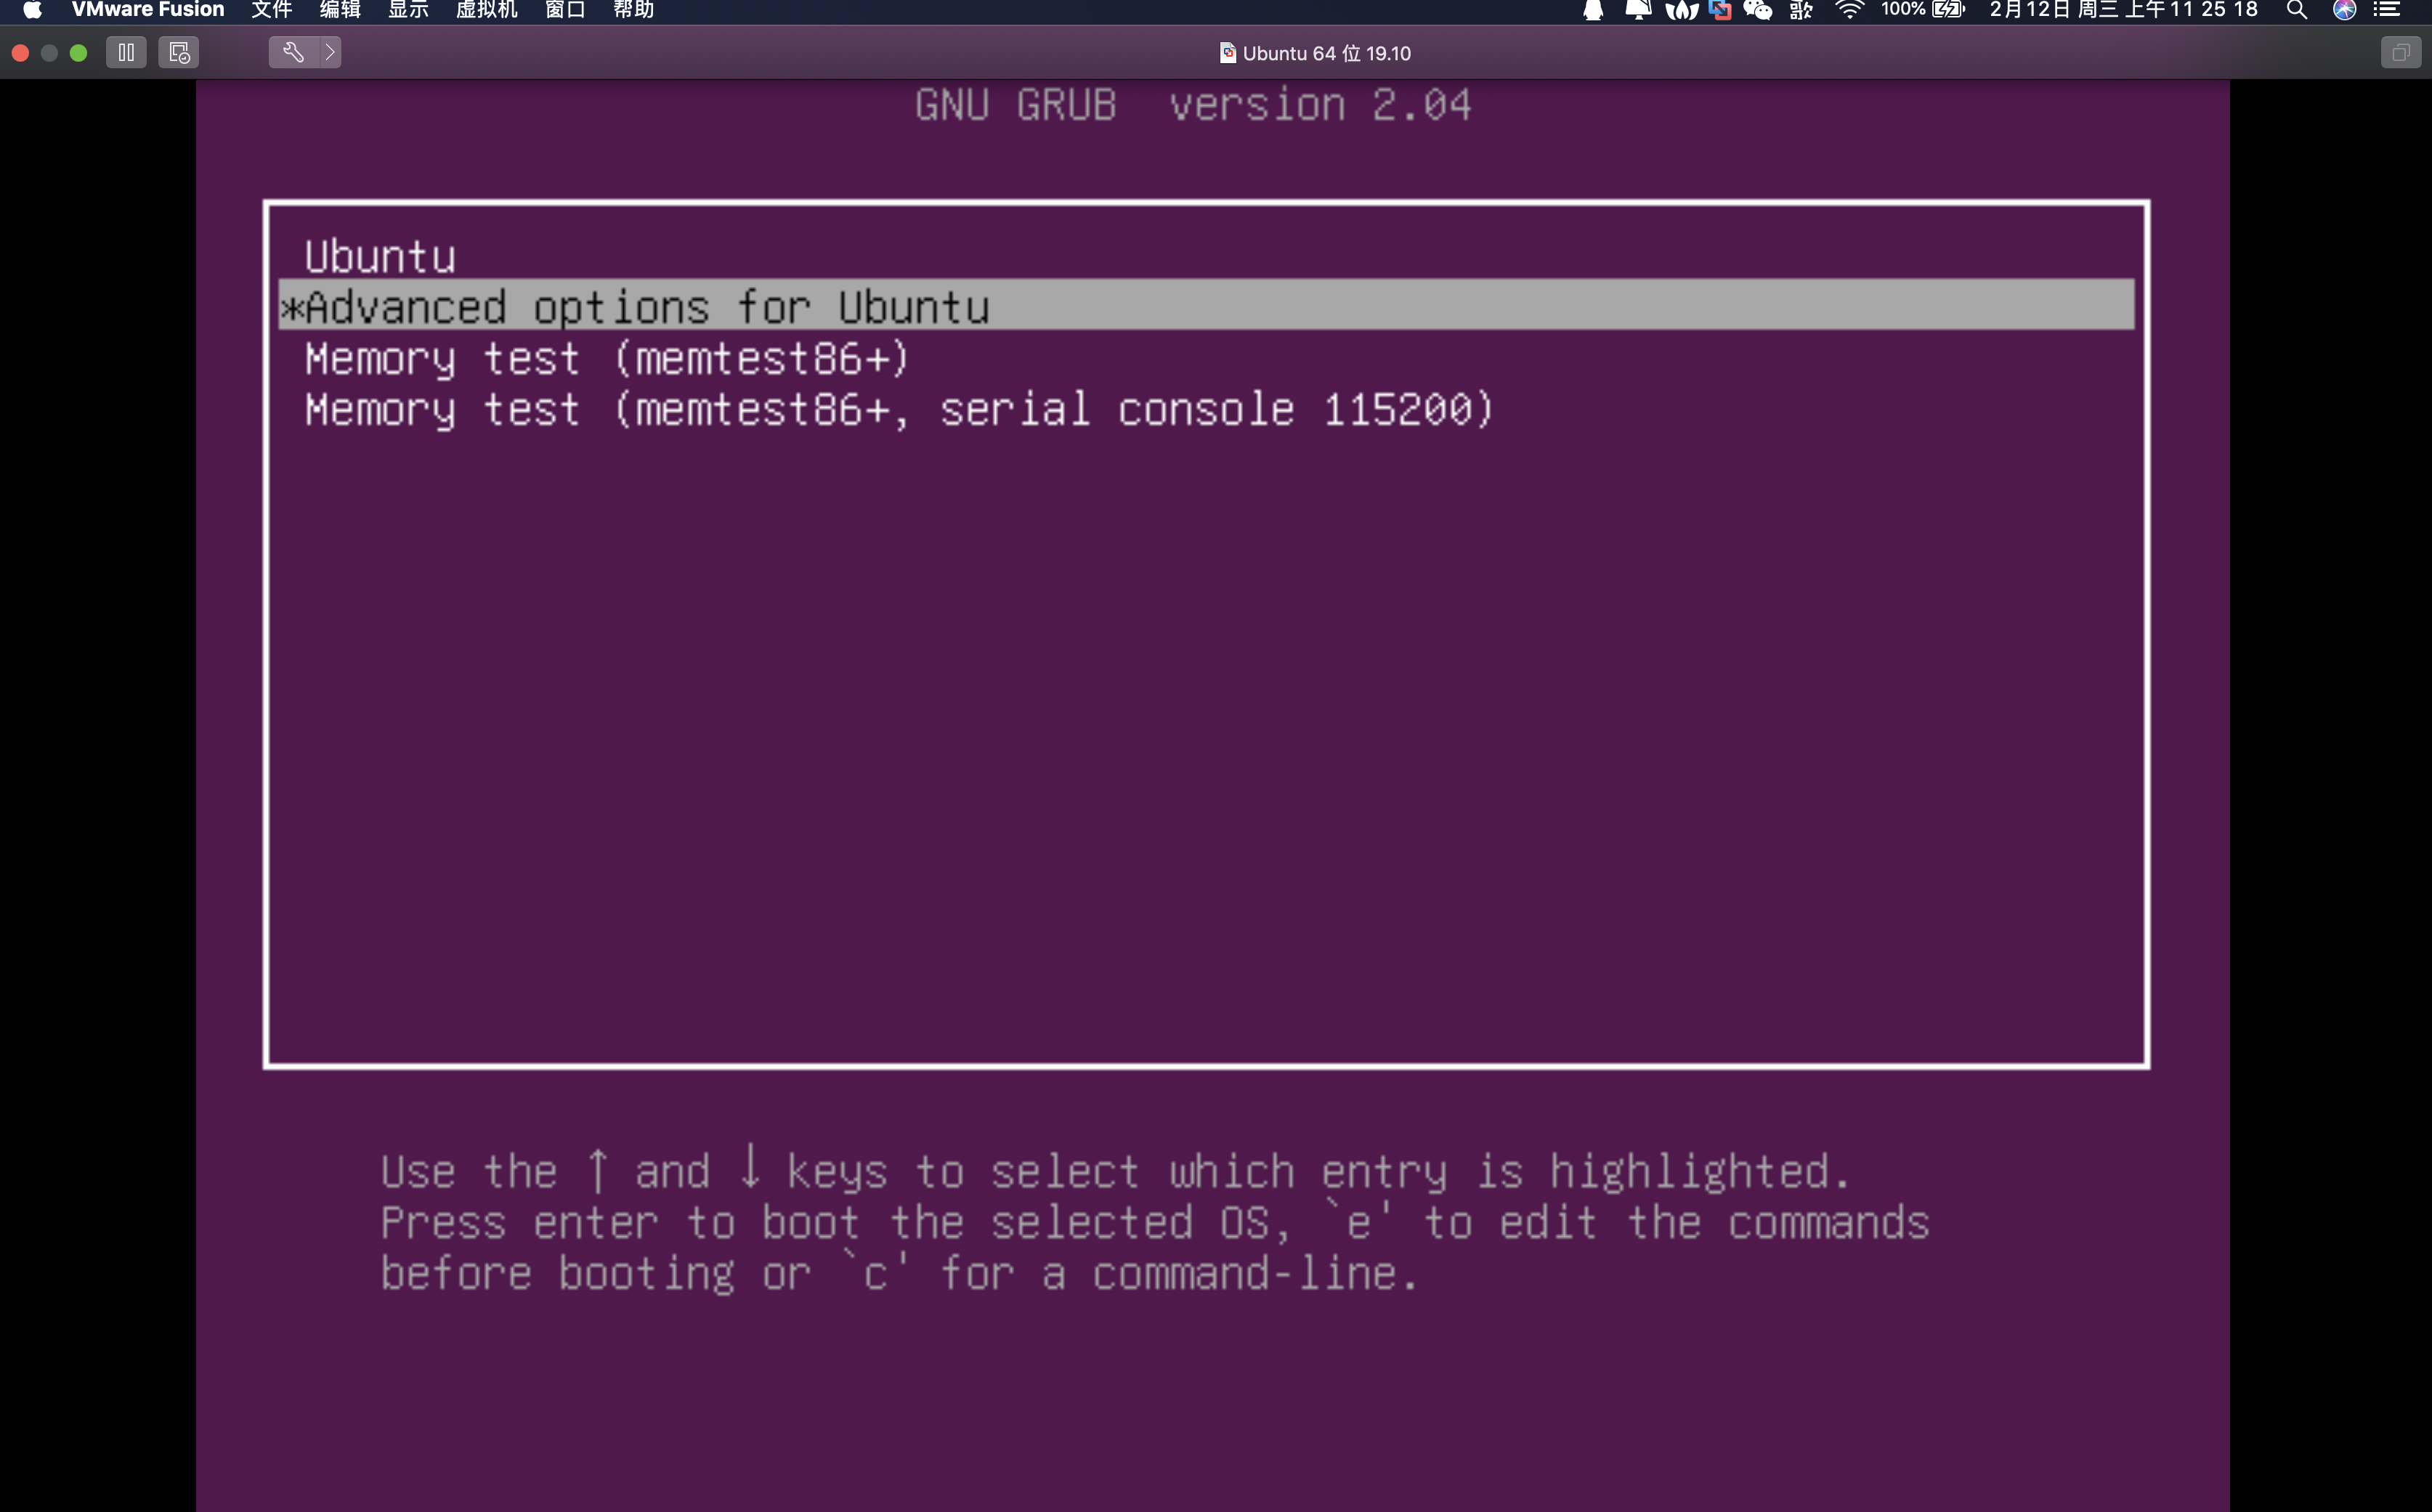 VMware Fusion 文件 编辑 显示 虚拟机 窗口 帮助 歌 100% 2月12日 周三 上午11 25 18
Ubuntu 64 位 19.10
GNU GRUB version 2.04
Ubuntu
*Advanced options for Ubuntu
Memory test (memtest86+)
Memory test (memtest86+, serial console 115200)
Use the ↑ and ↓ keys to select which entry is highlighted.
Press enter to boot the selected OS, `e' to edit the commands
before booting or `c' for a command-line.